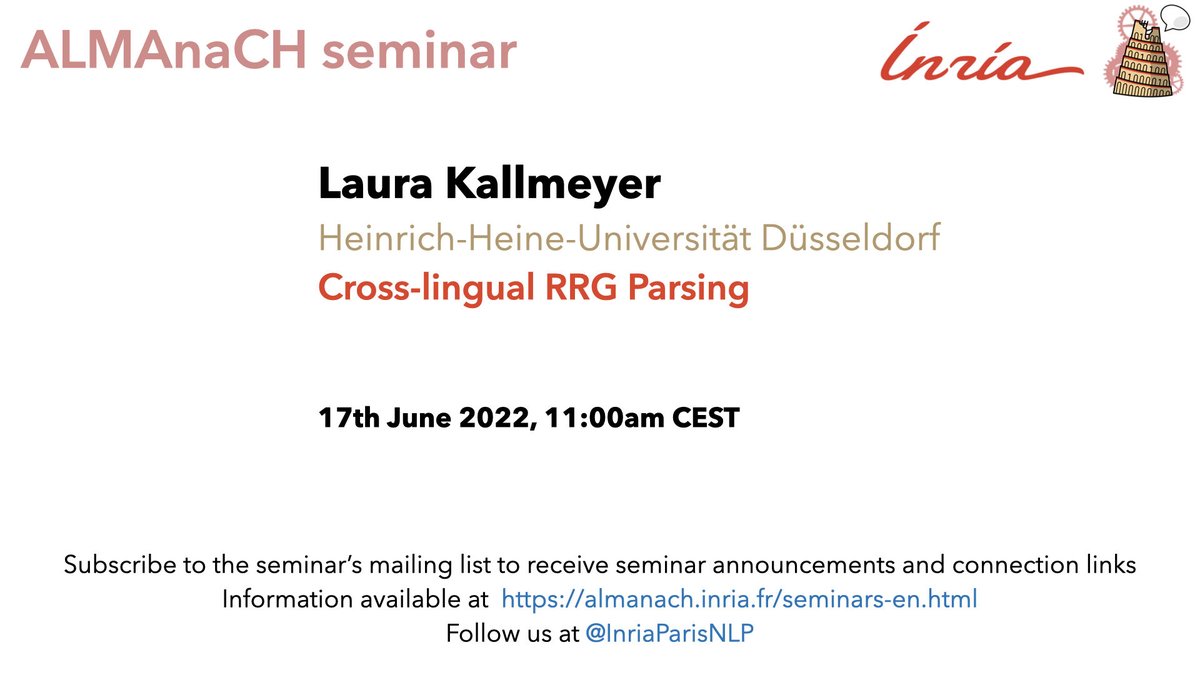 ALMAnaCH seminar
Inria
Laura Kallmeyer
Heinrich-Heine-Universität Düsseldorf
Cross-lingual RRG Parsing
17th June 2022, 11:00am CEST
Subscribe to the seminar’s mailing list to receive seminar announcements and connection links
Information available at https://almanach.inria.fr/seminars-en.html
Follow us at @InriaParisNLP